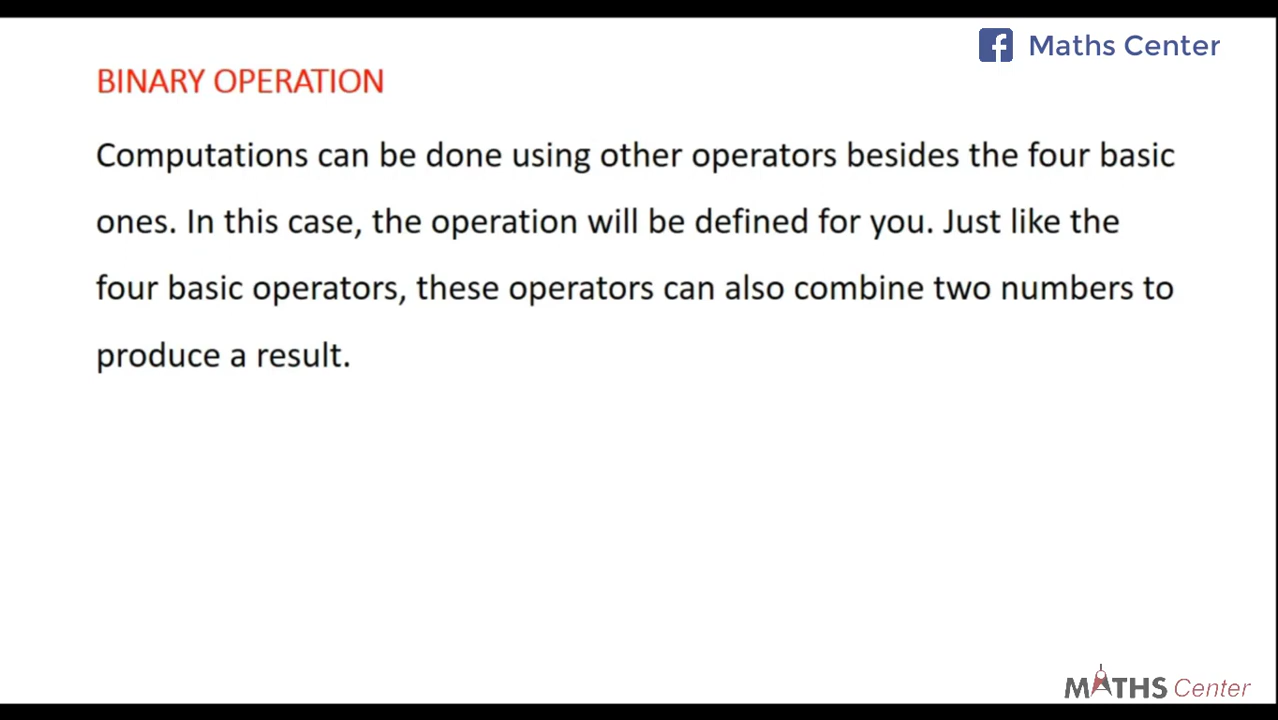 Maths Center
BINARY OPERATION
Computations can be done using other operators besides the four basic
ones. In this case, the operation will be defined for you. Just like the
four basic operators, these operators can also combine two numbers to
produce a result.
MATHS Center